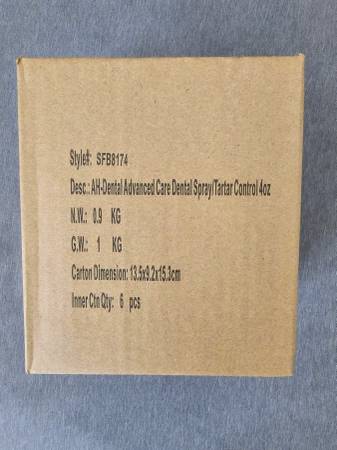 Style#: SFB8174
Desc.: AH-Dental Advanced Care Dental Spray/Tartar Control 4oz
N.W.: 0.9 KG
G.W.: 1 KG
Carton Dimension: 13.5x9.2x15.3cm
Inner Ctn Qty: 6 pcs